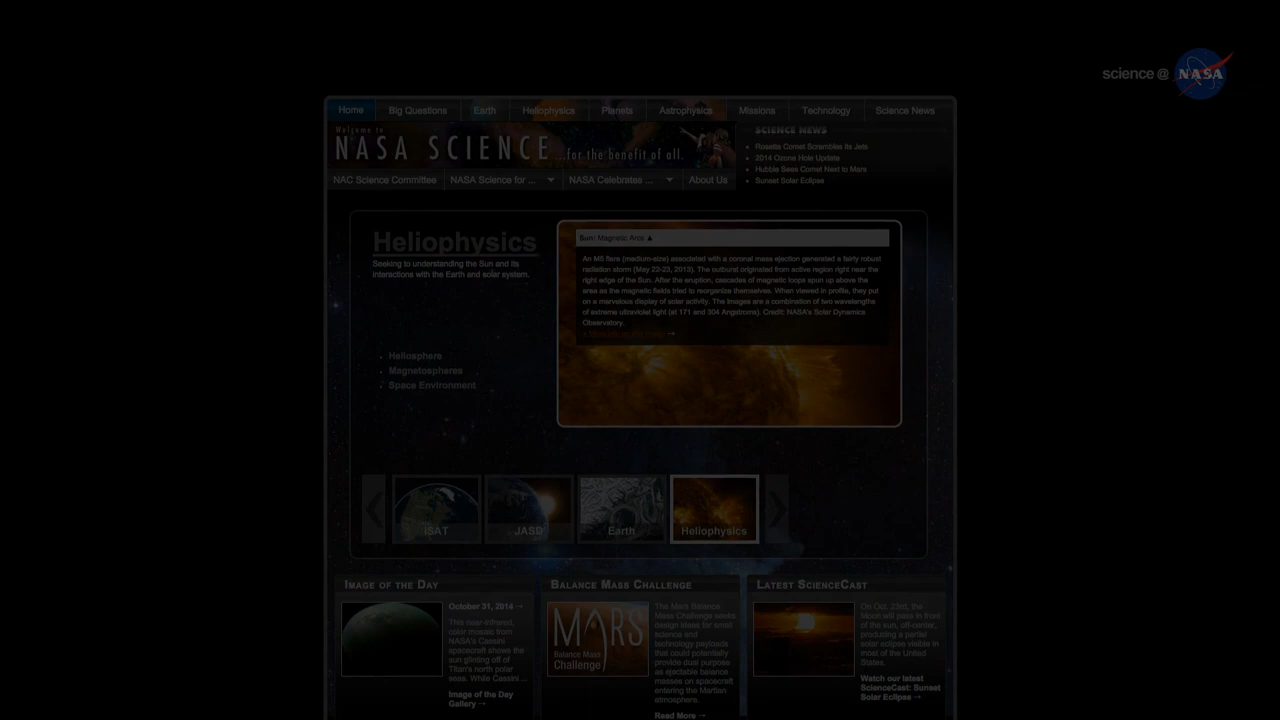 science @ NASA
Home Big Questions Earth Heliophysics Planets Astrophysics Missions Technology Science News
Welcome to
NASA SCIENCE ...for the benefit of all.
SCIENCE NEWS
Rosetta Comet Scrambles its Jets
2014 Ozone Hole Update
Hubble Sees Comet Next to Mars
Sunset Solar Eclipse
NAC Science Committee NASA Science for ... NASA Celebrates ... About Us
Heliophysics
Seeking to understanding the Sun and its
interactions with the Earth and solar system.
Heliosphere
Magnetospheres
Space Environment
Sun: Magnetic Arcs ▲
An M5 flare (medium-size) associated with a coronal mass ejection generated a fairly robust
radiation storm (May 22-23, 2013). The outburst originated from active region right near the
right edge of the Sun. After the eruption, cascades of magnetic loops spun up above the
area as the magnetic fields tried to reorganize themselves. When viewed in profile, they put
on a marvelous display of solar activity. The images are a combination of two wavelengths
of extreme ultraviolet light (at 171 and 304 Angstroms). Credit: NASA's Solar Dynamics
Observatory.
iSAT JASD Earth Heliophysics
IMAGE OF THE DAY
October 31, 2014 →
This near-infrared,
color mosaic from
NASA's Cassini
spacecraft shows the
sun glinting off of
Titan's north polar
seas. While Cassini ...
Image of the Day
Gallery →
BALANCE MASS CHALLENGE
MARS
Balance Mass
Challenge
The Mars Balance
Mass Challenge seeks
design ideas for small
science and
technology payloads
that could potentially
provide dual purpose
as ejectable balance
masses on spacecraft
entering the Martian
atmosphere.
Read More →
LATEST SCIENCECAST
On Oct. 23rd, the
Moon will pass in front
of the sun, off-center,
producing a partial
solar eclipse visible in
most of the United
States.
Watch our latest
ScienceCast: Sunset
Solar Eclipse →